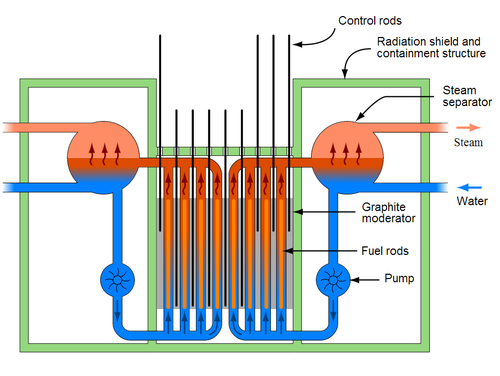 Control rods
Radiation shield and
containment structure
Steam
separator
Steam
Water
Graphite
moderator
Fuel rods
Pump